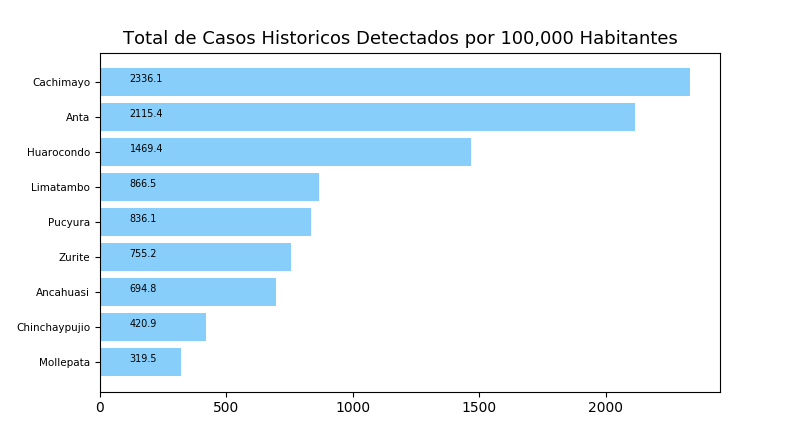 Total de Casos Historicos Detectados por 100,000 Habitantes
Cachimayo 2336.1
Anta 2115.4
Huarocondo 1469.4
Limatambo 866.5
Pucyura 836.1
Zurite 755.2
Ancahuasi 694.8
Chinchaypujio 420.9
Mollepata 319.5
0 500 1000 1500 2000